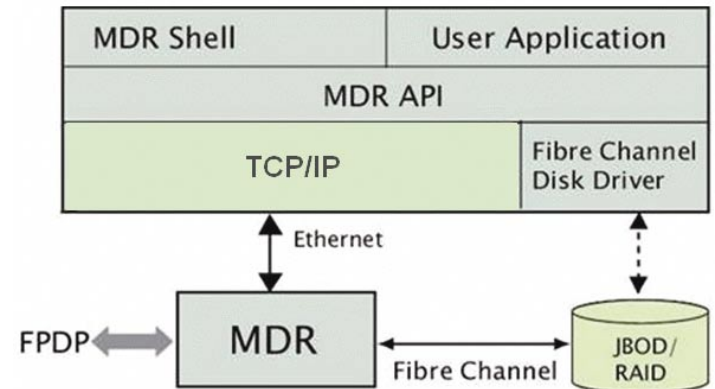 MDR Shell
User Application
MDR API
TCP/IP
Fibre Channel
Disk Driver
Ethernet
FPDP
MDR
Fibre Channel
JBOD/
RAID